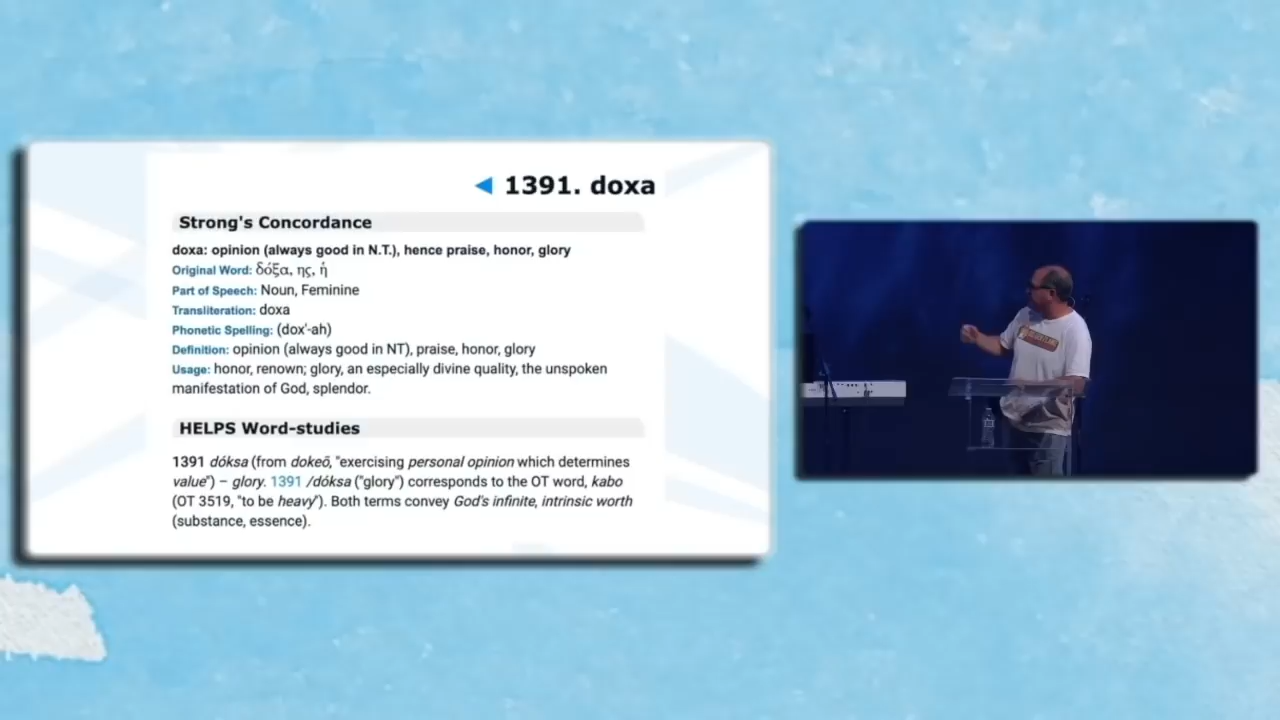 ◄ 1391. doxa
Strong's Concordance
doxa: opinion (always good in N.T.), hence praise, honor, glory
Original Word: δόξα, ης, ἡ
Part of Speech: Noun, Feminine
Transliteration: doxa
Phonetic Spelling: (dox'-ah)
Definition: opinion (always good in NT), praise, honor, glory
Usage: honor, renown; glory, an especially divine quality, the unspoken
manifestation of God, splendor.
HELPS Word-studies
1391 dóksa (from dokeō, "exercising personal opinion which determines
value") – glory. 1391 /dóksa ("glory") corresponds to the OT word, kabo
(OT 3519, "to be heavy"). Both terms convey God's infinite, intrinsic worth
(substance, essence).